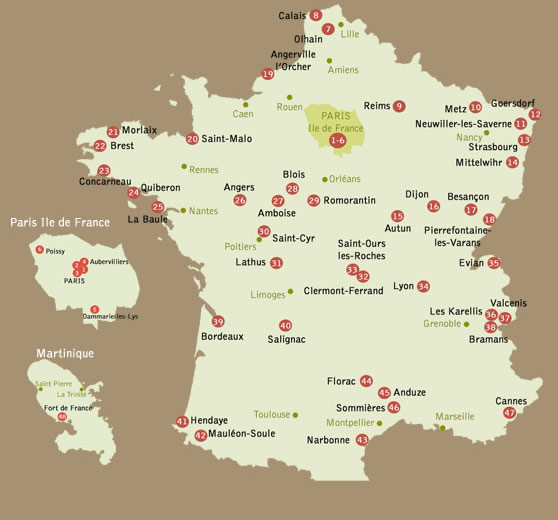 Calais 8
7
Olhain
Lille
Angerville
l'Orcher
19
Amiens
Rouen
Caen
PARIS
Ile de France
1-6
Reims 9
Metz 10
Goersdorf
12
Neuwiller-les-Saverne 11
Nancy
13
Strasbourg
Mittelwihr 14
21 Morlaix
22 Brest
20 Saint-Malo
23
Concarneau
Rennes
24 Quiberon
25
La Baule
Nantes
Angers
26
Blois
28
27
Amboise
Orléans
29 Romorantin
Dijon
16
Besançon
17
15
Autun
18
Pierrefontaine-
les-Varans
30
Saint-Cyr
Poitiers
Lathus 31
Saint-Ours
les-Roches
33
32
Clermont-Ferrand
Evian 35
Lyon 34
Limoges
Valcenis
Les Karellis 36 37
Grenoble 38
Bramans
39
Bordeaux
40
Salignac
Florac 44
45 Anduze
Sommières 46
Cannes
47
41 Hendaye
42 Mauléon-Soule
Toulouse
Montpellier
Marseille
Narbonne 43
Paris Ile de France
6
Poissy
4 Aubervilliers
2
1
3
PARIS
5
Dammarie-les-Lys
Martinique
Saint Pierre
La Trinité
Fort de France
48